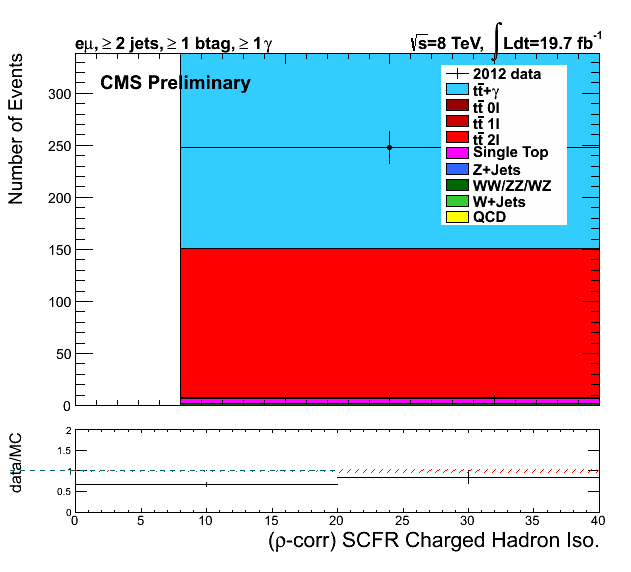 eμ, ≥ 2 jets, ≥ 1 btag, ≥ 1 γ
√s=8 TeV, ∫ Ldt=19.7 fb⁻¹
CMS Preliminary
Number of Events
300
250
200
150
100
50
0
2012 data
tt̄+γ
tt̄ 0l
tt̄ 1l
tt̄ 2l
Single Top
Z+Jets
WW/ZZ/WZ
W+Jets
QCD
data/MC
2
1.5
1
0.5
0
0 5 10 15 20 25 30 35 40
(ρ-corr) SCFR Charged Hadron Iso.